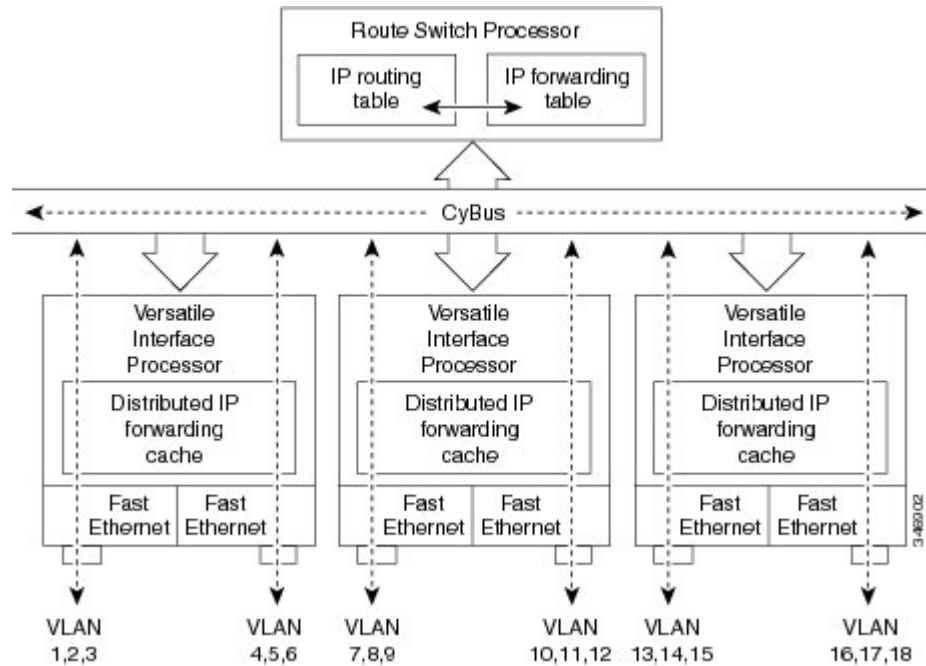 Route Switch Processor
IP routing
table
IP forwarding
table
CyBus
Versatile
Interface
Processor
Distributed IP
forwarding
cache
Fast
Ethernet
Fast
Ethernet
Versatile
Interface
Processor
Distributed IP
forwarding
cache
Fast
Ethernet
Fast
Ethernet
Versatile
Interface
Processor
Distributed IP
forwarding
cache
Fast
Ethernet
Fast
Ethernet
346902
VLAN
1,2,3
VLAN
4,5,6
VLAN
7,8,9
VLAN
10,11,12
VLAN
13,14,15
VLAN
16,17,18